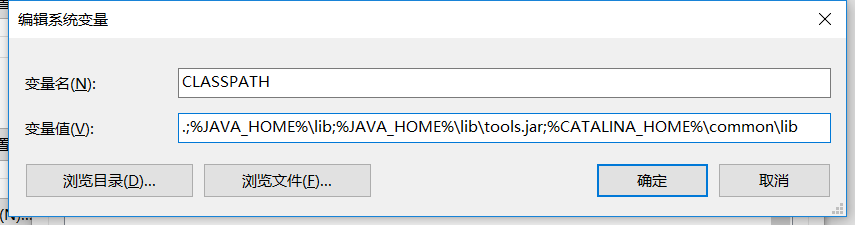 编辑系统变量
变量名(N):
CLASSPATH
变量值(V):
.;%JAVA_HOME%\lib;%JAVA_HOME%\lib\tools.jar;%CATALINA_HOME%\common\lib
浏览目录(D)...
浏览文件(F)...
确定
取消
(N)...